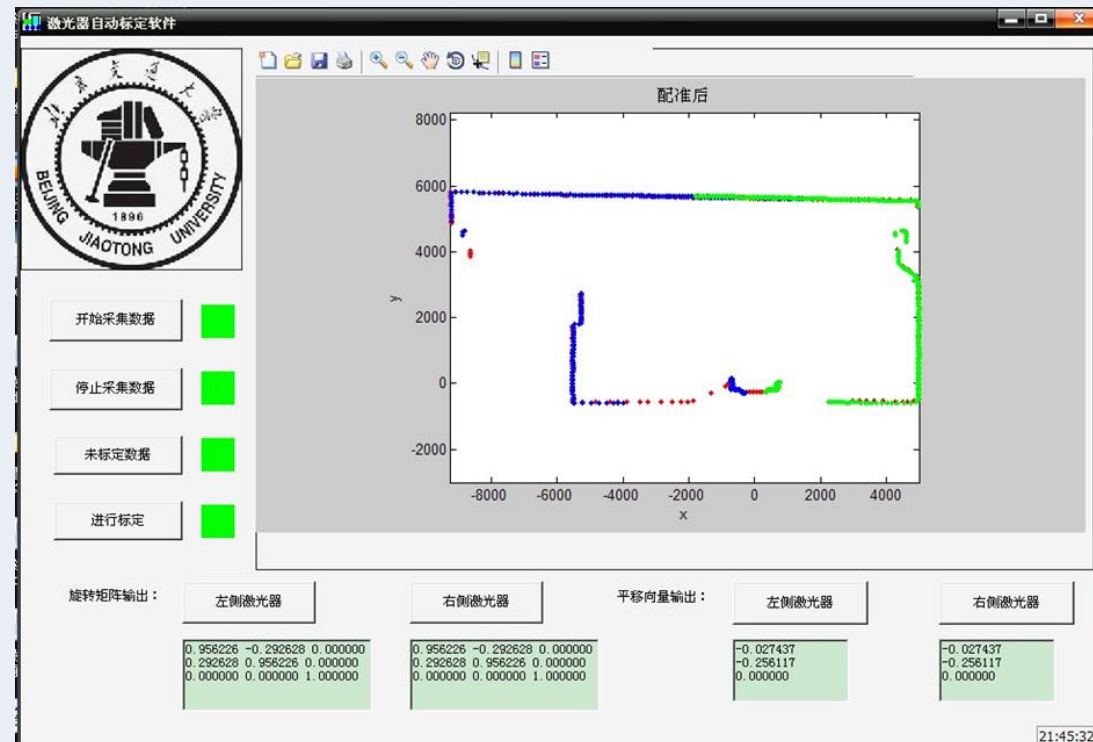 激光器自动标定软件
北京交通大学
BEIJING JIAOTONG UNIVERSITY
1896
开始采集数据
停止采集数据
未标定数据
进行标定
配准后
8000
6000
4000
2000
0
-2000
y
-8000 -6000 -4000 -2000 0 2000 4000
x
旋转矩阵输出： 左侧激光器 右侧激光器 平移向量输出： 左侧激光器 右侧激光器
0.956226 -0.292628 0.000000
0.292628 0.956226 0.000000
0.000000 0.000000 1.000000
0.956226 -0.292628 0.000000
0.292628 0.956226 0.000000
0.000000 0.000000 1.000000
-0.027437
-0.256117
0.000000
-0.027437
-0.256117
0.000000
21:45:32